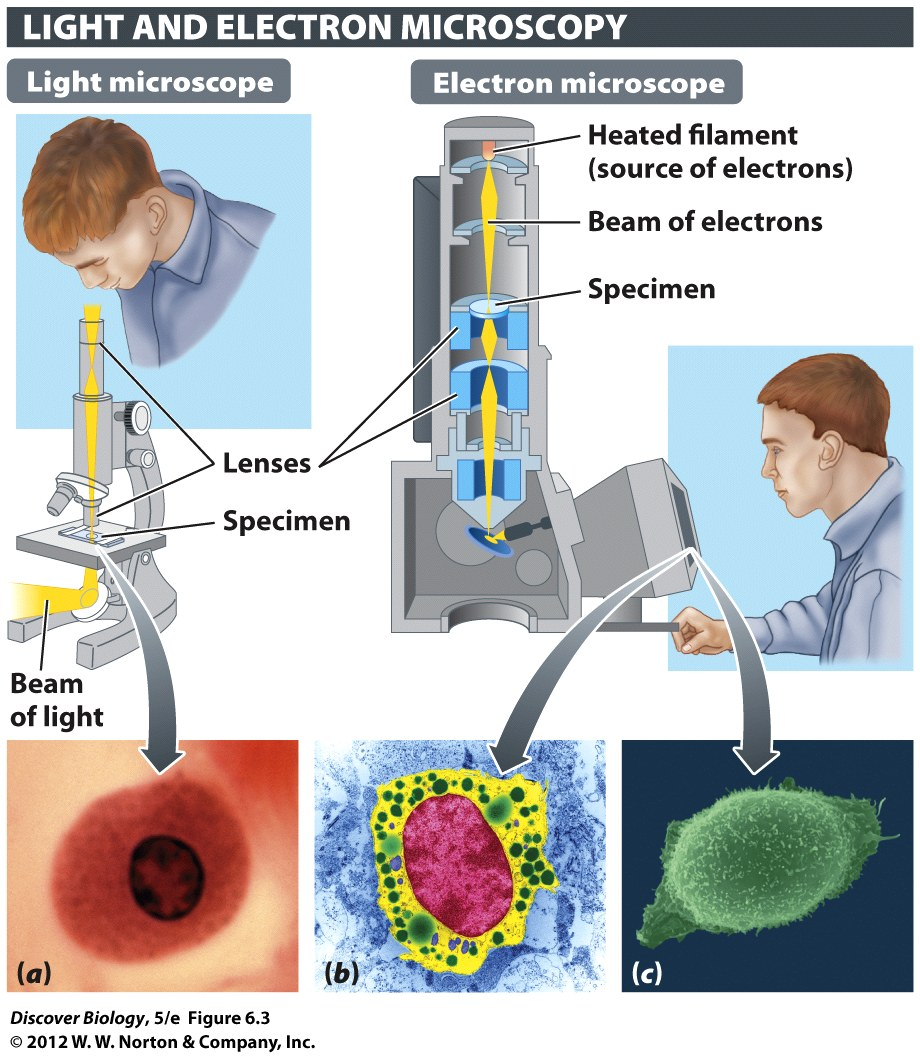 LIGHT AND ELECTRON MICROSCOPY
Light microscope
Electron microscope
Heated filament
(source of electrons)
Beam of electrons
Specimen
Lenses
Specimen
Beam
of light
(a)
(b)
(c)
Discover Biology, 5/e Figure 6.3
© 2012 W. W. Norton & Company, Inc.